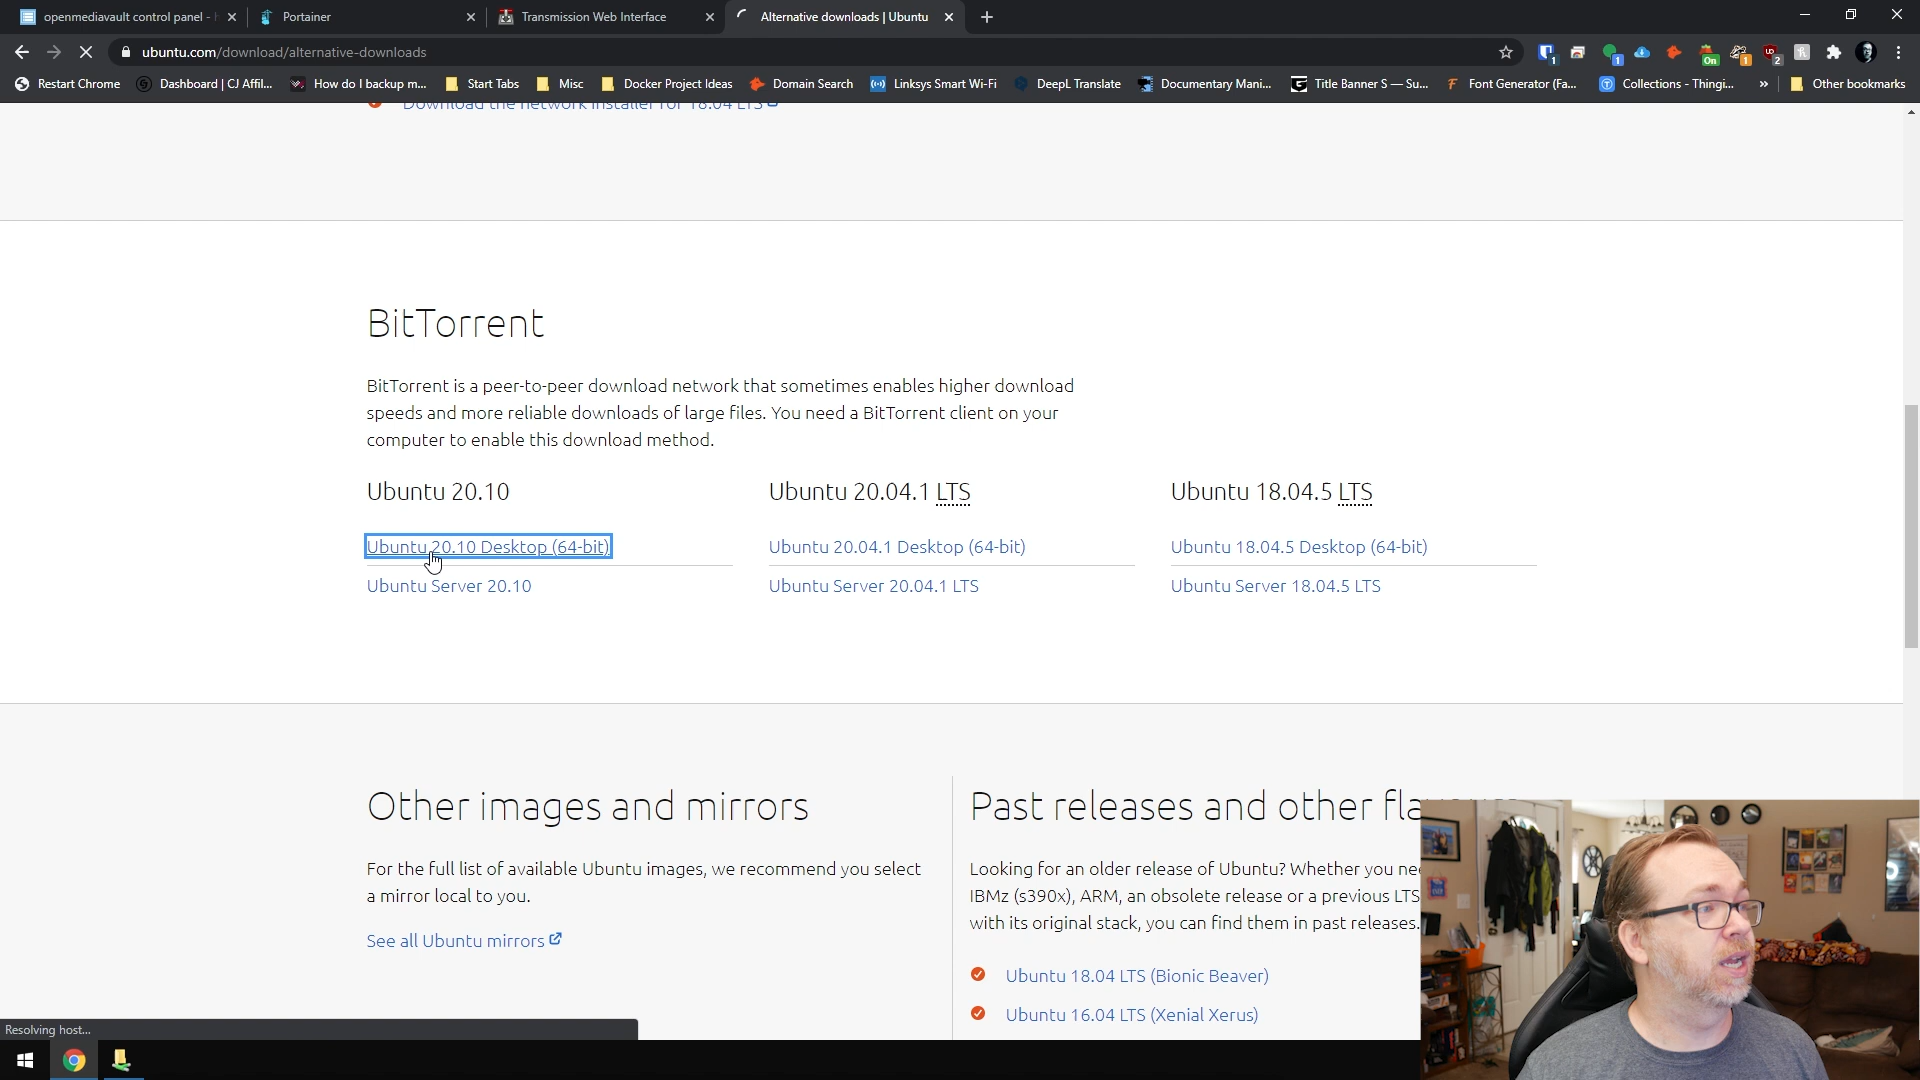 openmediavault control panel -
Portainer
Transmission Web Interface
Alternative downloads | Ubuntu
ubuntu.com/download/alternative-downloads
Restart Chrome
Dashboard | CJ Affil...
How do I backup m...
Start Tabs
Misc
Docker Project Ideas
Domain Search
Linksys Smart Wi-Fi
DeepL Translate
Documentary Mani...
Title Banner S — Su...
Font Generator (Fa...
Collections - Thingi...
»
Other bookmarks
Download the network installer for 18.04 LTS
BitTorrent
BitTorrent is a peer-to-peer download network that sometimes enables higher download
speeds and more reliable downloads of large files. You need a BitTorrent client on your
computer to enable this download method.
Ubuntu 20.10
Ubuntu 20.04.1 LTS
Ubuntu 18.04.5 LTS
Ubuntu 20.10 Desktop (64-bit)
Ubuntu 20.04.1 Desktop (64-bit)
Ubuntu 18.04.5 Desktop (64-bit)
Ubuntu Server 20.10
Ubuntu Server 20.04.1 LTS
Ubuntu Server 18.04.5 LTS
Other images and mirrors
For the full list of available Ubuntu images, we recommend you select
a mirror local to you.
See all Ubuntu mirrors
Past releases and other
Looking for an older release of Ubuntu? Whether you
IBMz (s390x), ARM, an obsolete release or a previous LTS
with its original stack, you can find them in past releases.
Ubuntu 18.04 LTS (Bionic Beaver)
Ubuntu 16.04 LTS (Xenial Xerus)
Resolving host...